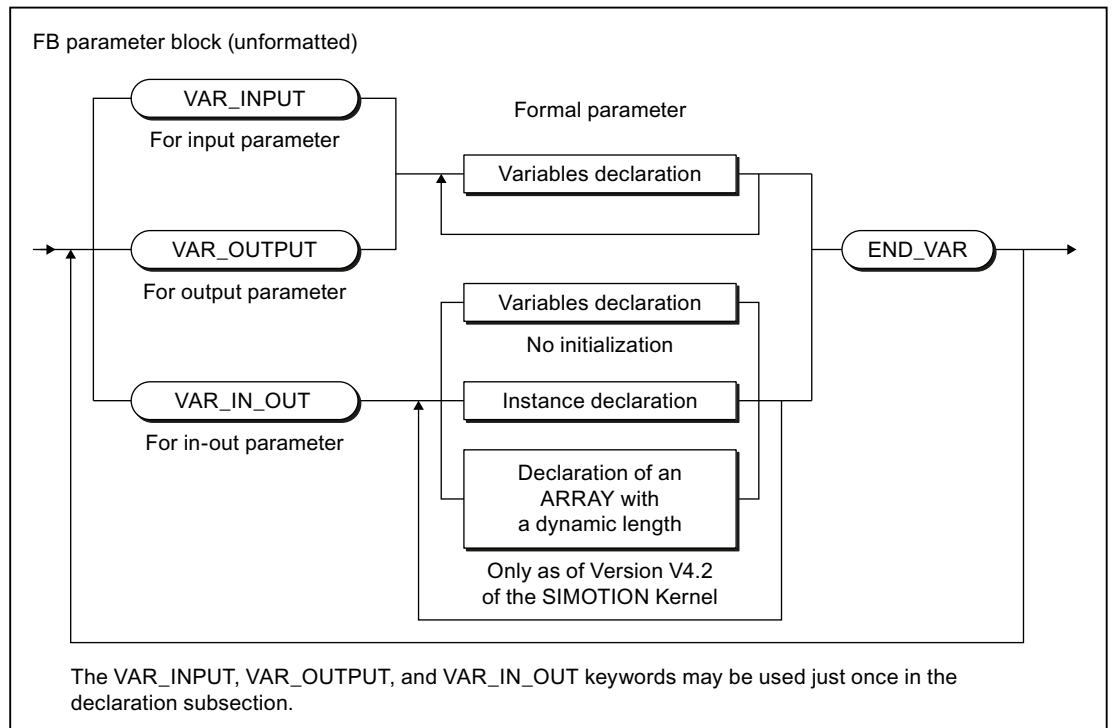 FB parameter block (unformatted)
VAR_INPUT
For input parameter
Formal parameter
Variables declaration
VAR_OUTPUT
For output parameter
END_VAR
Variables declaration
No initialization
VAR_IN_OUT
For in-out parameter
Instance declaration
Declaration of an
ARRAY with
a dynamic length
Only as of Version V4.2
of the SIMOTION Kernel
The VAR_INPUT, VAR_OUTPUT, and VAR_IN_OUT keywords may be used just once in the
declaration subsection.